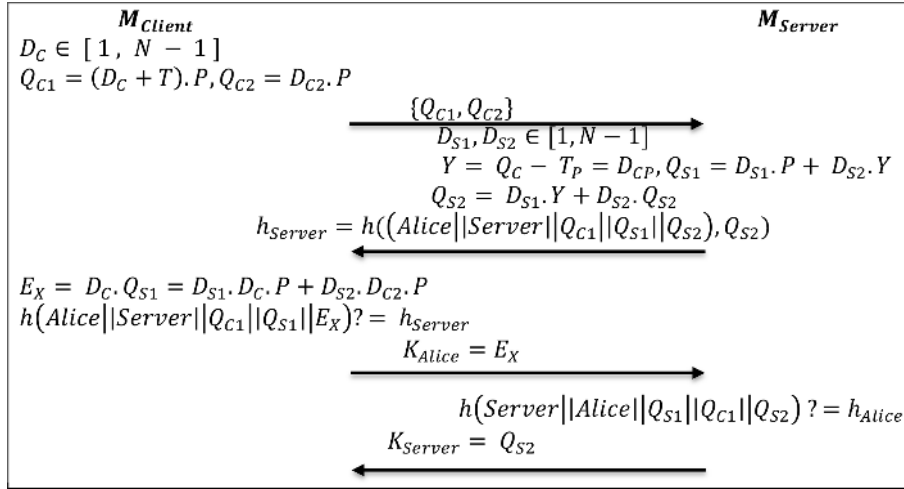 M_Client M_Server
D_C ∈ [ 1 , N − 1 ]
Q_C1 = (D_C + T). P, Q_C2 = D_C2. P
{Q_C1, Q_C2}
D_S1, D_S2 ∈ [1, N − 1]
Y = Q_C − T_P = D_CP, Q_S1 = D_S1. P + D_S2. Y
Q_S2 = D_S1. Y + D_S2. Q_S2
h_Server = h((Alice||Server||Q_C1||Q_S1||Q_S2), Q_S2)
E_X = D_C. Q_S1 = D_S1. D_C. P + D_S2. D_C2. P
h(Alice||Server||Q_C1||Q_S1||E_X)? = h_Server
K_Alice = E_X
h(Server||Alice||Q_S1||Q_C1||Q_S2) ? = h_Alice
K_Server = Q_S2